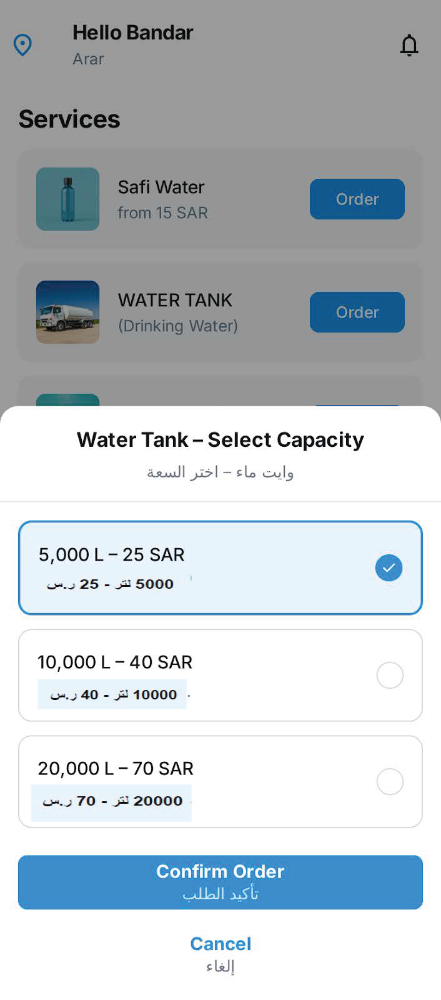 Hello Bandar
Arar
Services
Safi Water
from 15 SAR
Order
WATER TANK
(Drinking Water)
Order
Water Tank – Select Capacity
وايت ماء – اختر السعة
5,000 L – 25 SAR
5000 لتر - 25 ر.س
10,000 L – 40 SAR
10000 لتر - 40 ر.س
20,000 L – 70 SAR
20000 لتر - 70 ر.س
Confirm Order
تأكيد الطلب
Cancel
إلغاء